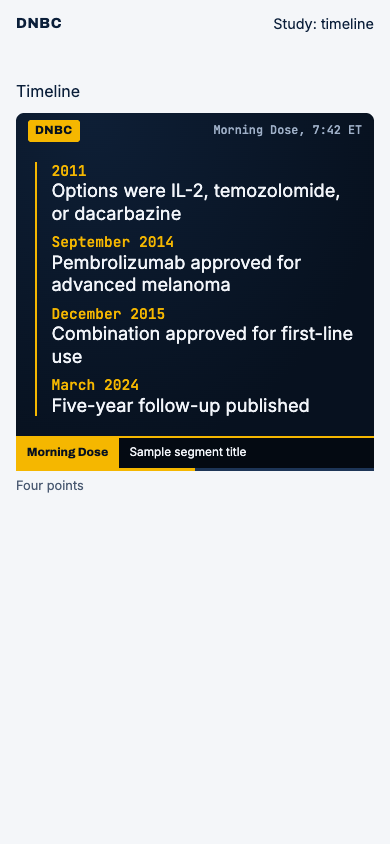 DNBC
Study: timeline
Timeline
DNBC
Morning Dose, 7:42 ET
2011
Options were IL-2, temozolomide,
or dacarbazine
September 2014
Pembrolizumab approved for
advanced melanoma
December 2015
Combination approved for first-line
use
March 2024
Five-year follow-up published
Morning Dose
Sample segment title
Four points